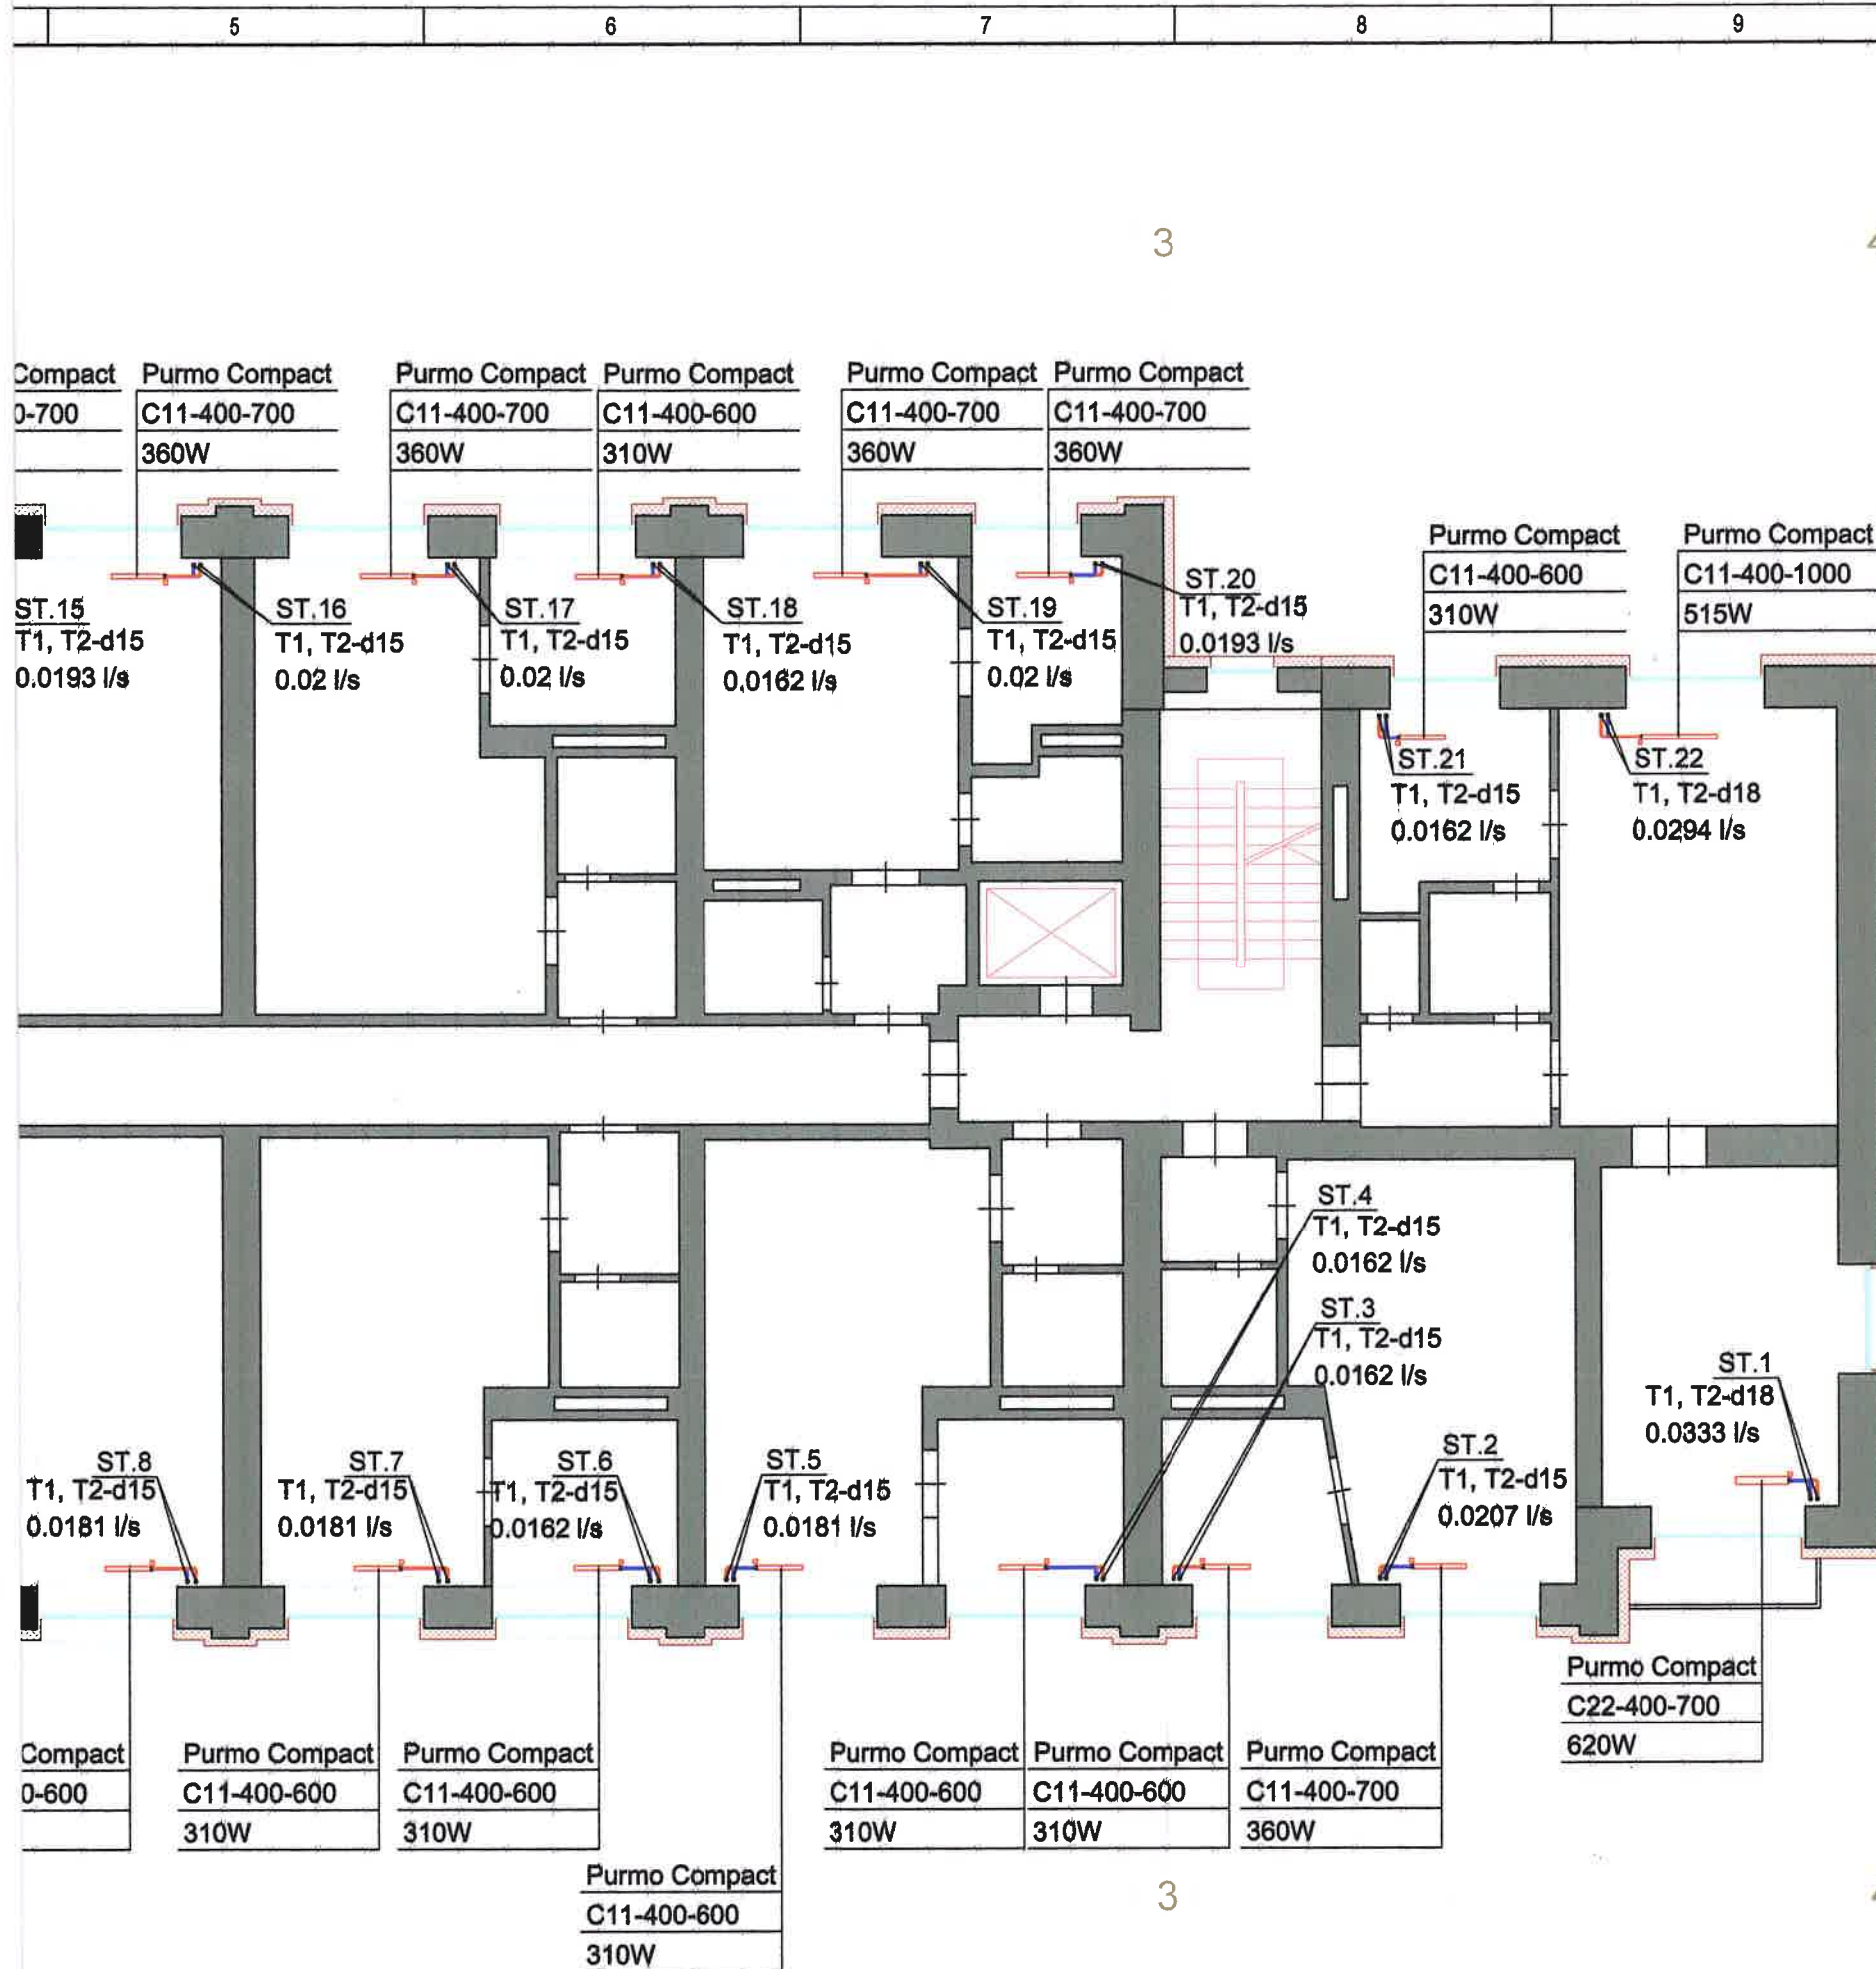 5
6
7
8
9
3
Compact
0-700
Purmo Compact
C11-400-700
360W
Purmo Compact
C11-400-700
360W
Purmo Compact
C11-400-600
310W
Purmo Compact
C11-400-700
360W
Purmo Compact
C11-400-700
360W
Purmo Compact
C11-400-600
310W
Purmo Compact
C11-400-1000
515W
ST.15
T1, T2-d15
0.0193 l/s
ST.16
T1, T2-d15
0.02 l/s
ST.17
T1, T2-d15
0.02 l/s
ST.18
T1, T2-d15
0.0162 l/s
ST.19
T1, T2-d15
0.02 l/s
ST.20
T1, T2-d15
0.0193 l/s
ST.21
T1, T2-d15
0.0162 l/s
ST.22
T1, T2-d18
0.0294 l/s
ST.4
T1, T2-d15
0.0162 l/s
ST.3
T1, T2-d15
0.0162 l/s
ST.1
T1, T2-d18
0.0333 l/s
ST.8
T1, T2-d15
0.0181 l/s
ST.7
T1, T2-d15
0.0181 l/s
ST.6
T1, T2-d15
0.0162 l/s
ST.5
T1, T2-d15
0.0181 l/s
ST.2
T1, T2-d15
0.0207 l/s
Purmo Compact
C22-400-700
620W
Compact
0-600
Purmo Compact
C11-400-600
310W
Purmo Compact
C11-400-600
310W
Purmo Compact
C11-400-600
310W
Purmo Compact
C11-400-600
310W
Purmo Compact
C11-400-700
360W
Purmo Compact
C11-400-600
310W
3